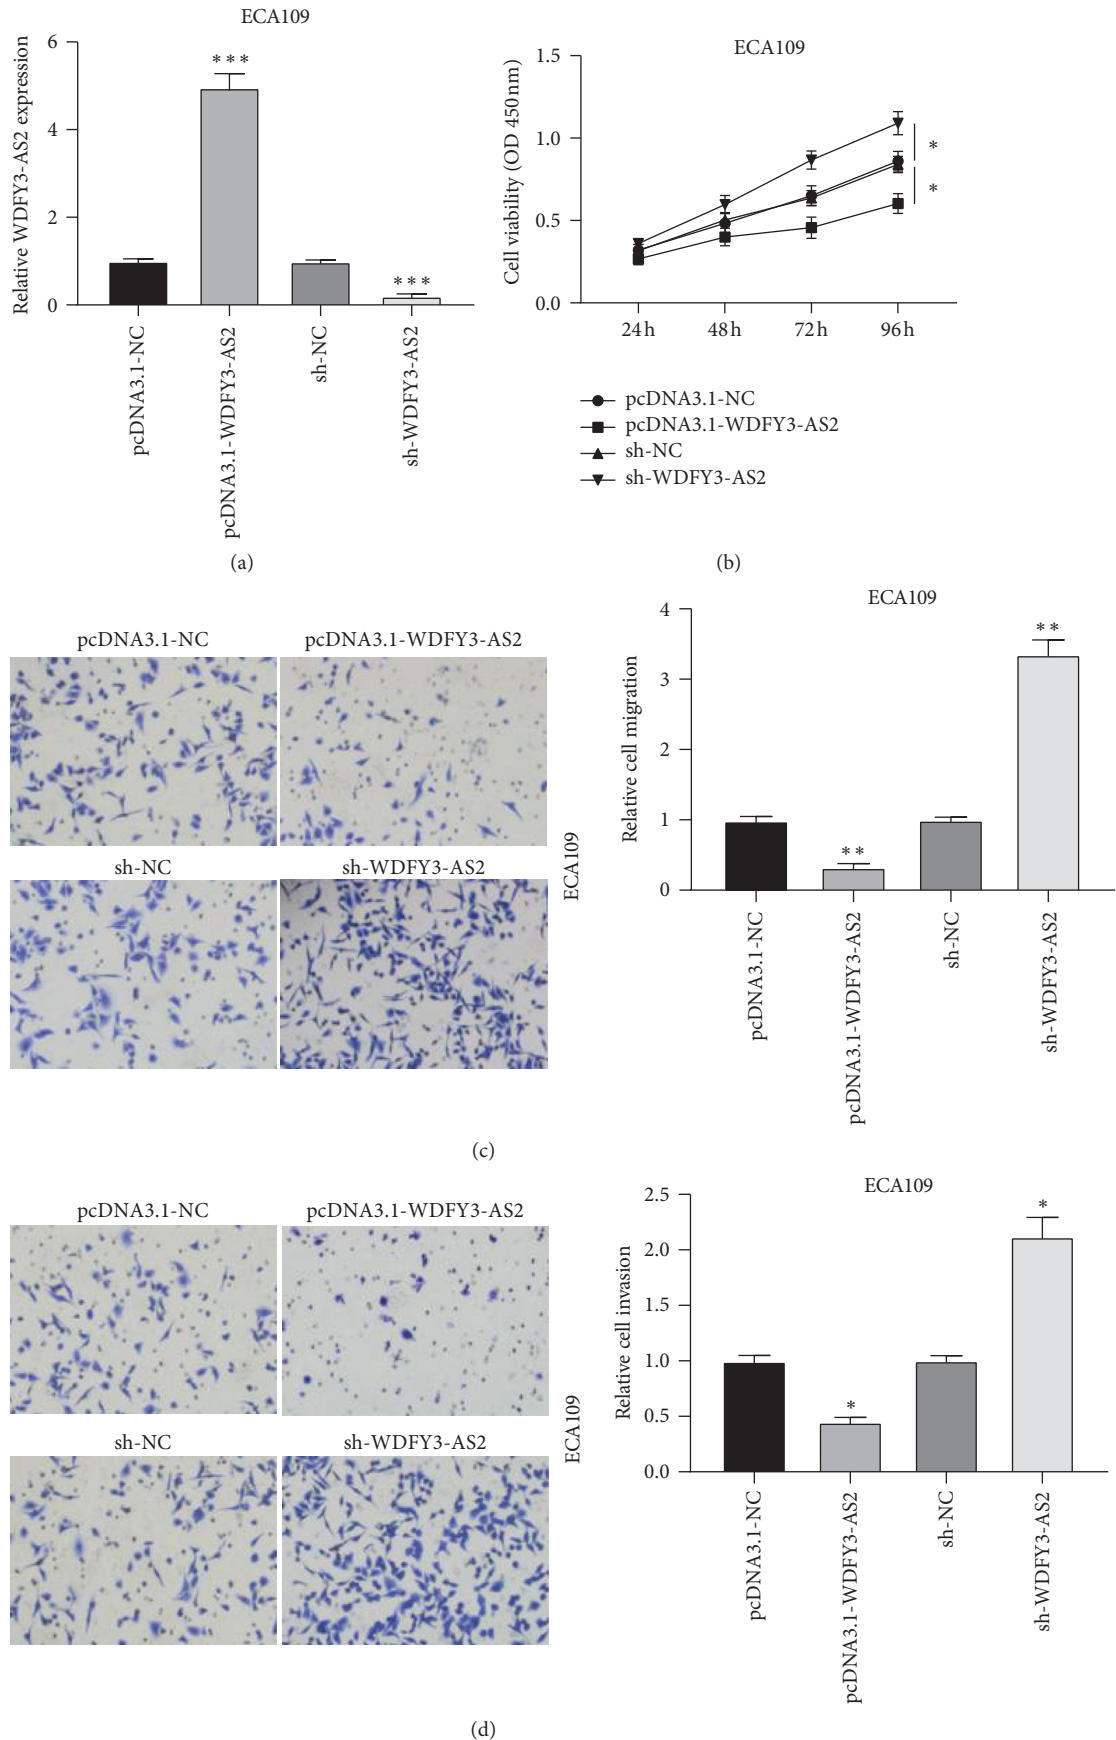 ECA109
Relative WDFY3-AS2 expression
6
4
2
0
***
***
pcDNA3.1-NC
pcDNA3.1-WDFY3-AS2
sh-NC
sh-WDFY3-AS2
(a)
ECA109
Cell viability (OD 450nm)
1.5
1.0
0.5
0.0
*
*
24h 48h 72h 96h
pcDNA3.1-NC
pcDNA3.1-WDFY3-AS2
sh-NC
sh-WDFY3-AS2
(b)
pcDNA3.1-NC pcDNA3.1-WDFY3-AS2
sh-NC sh-WDFY3-AS2
ECA109
ECA109
Relative cell migration
4
3
2
1
0
**
**
pcDNA3.1-NC
pcDNA3.1-WDFY3-AS2
sh-NC
sh-WDFY3-AS2
(c)
pcDNA3.1-NC pcDNA3.1-WDFY3-AS2
sh-NC sh-WDFY3-AS2
ECA109
ECA109
Relative cell invasion
2.5
2.0
1.5
1.0
0.5
0.0
*
*
pcDNA3.1-NC
pcDNA3.1-WDFY3-AS2
sh-NC
sh-WDFY3-AS2
(d)